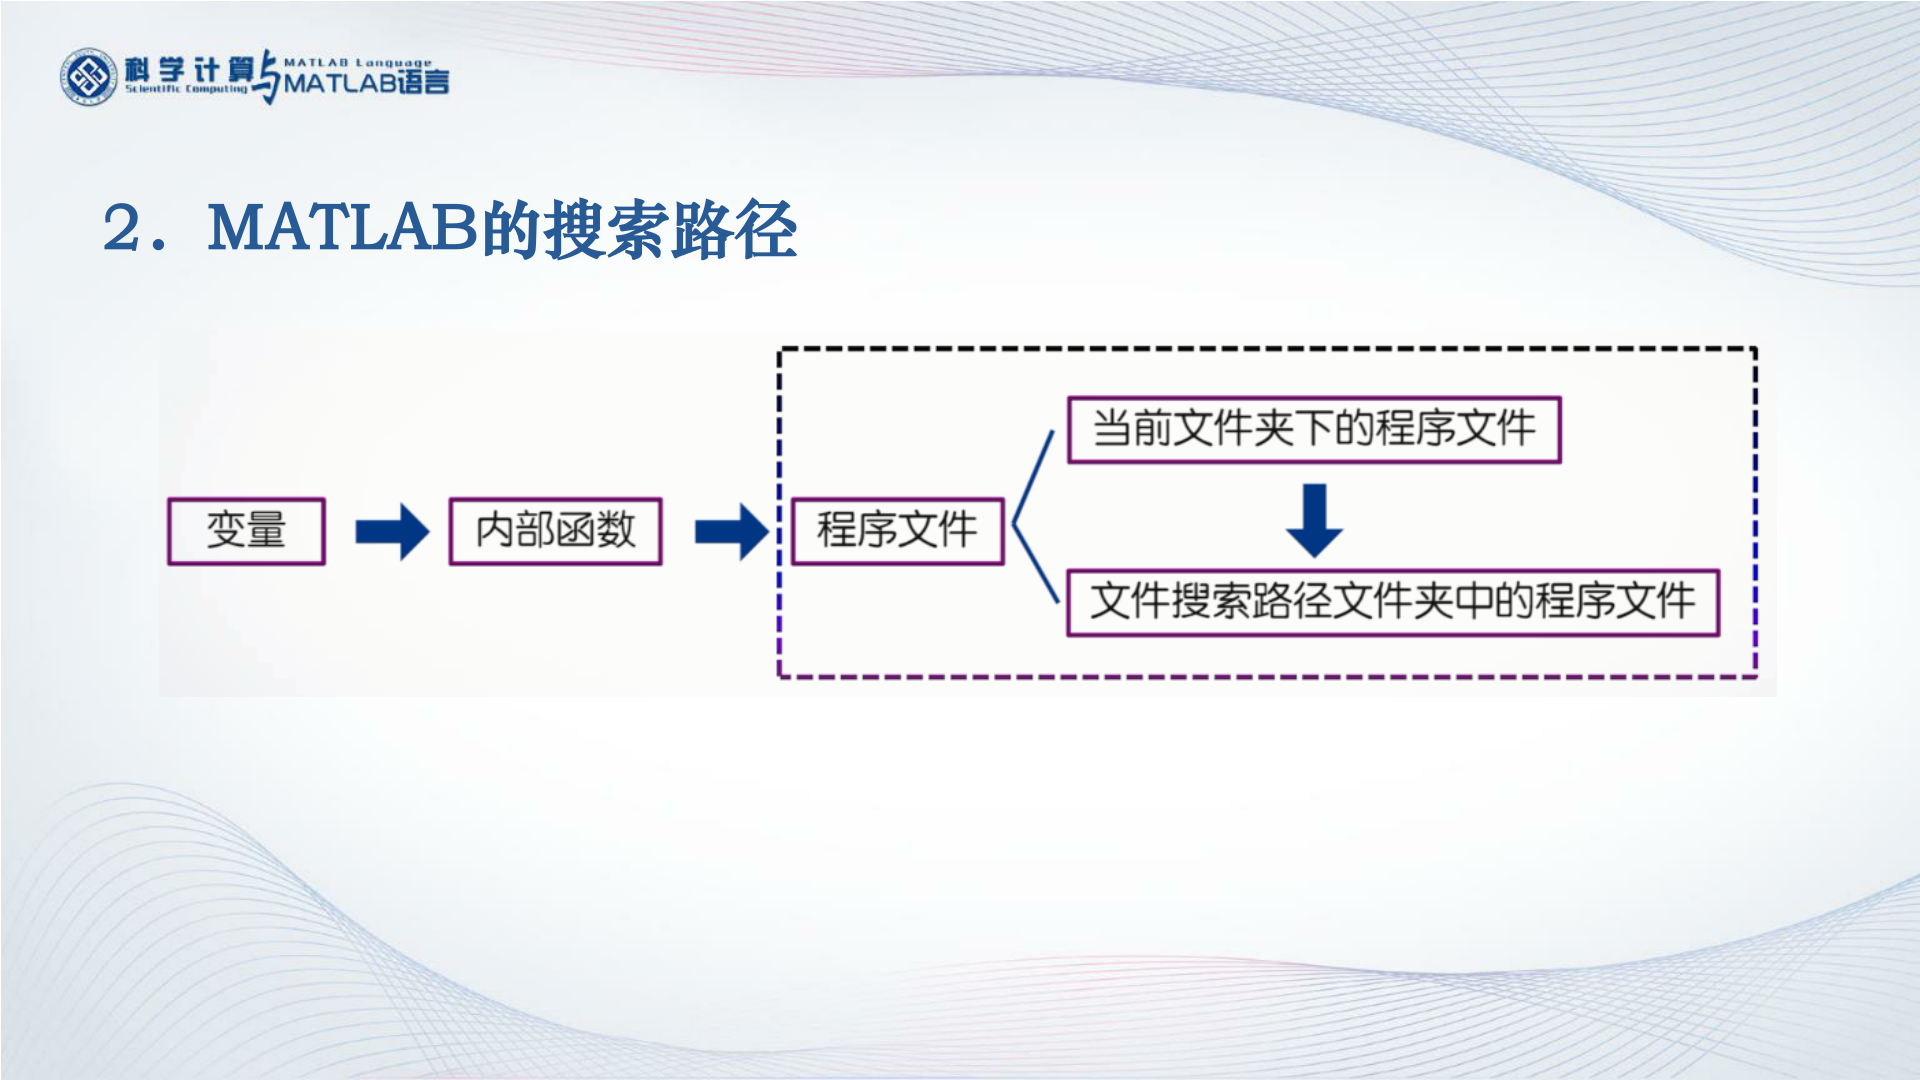 科学计算与MATLAB语言
Scientific Computing
MATLAB Language
2. MATLAB的搜索路径
当前文件夹下的程序文件
变量
内部函数
程序文件
文件搜索路径文件夹中的程序文件